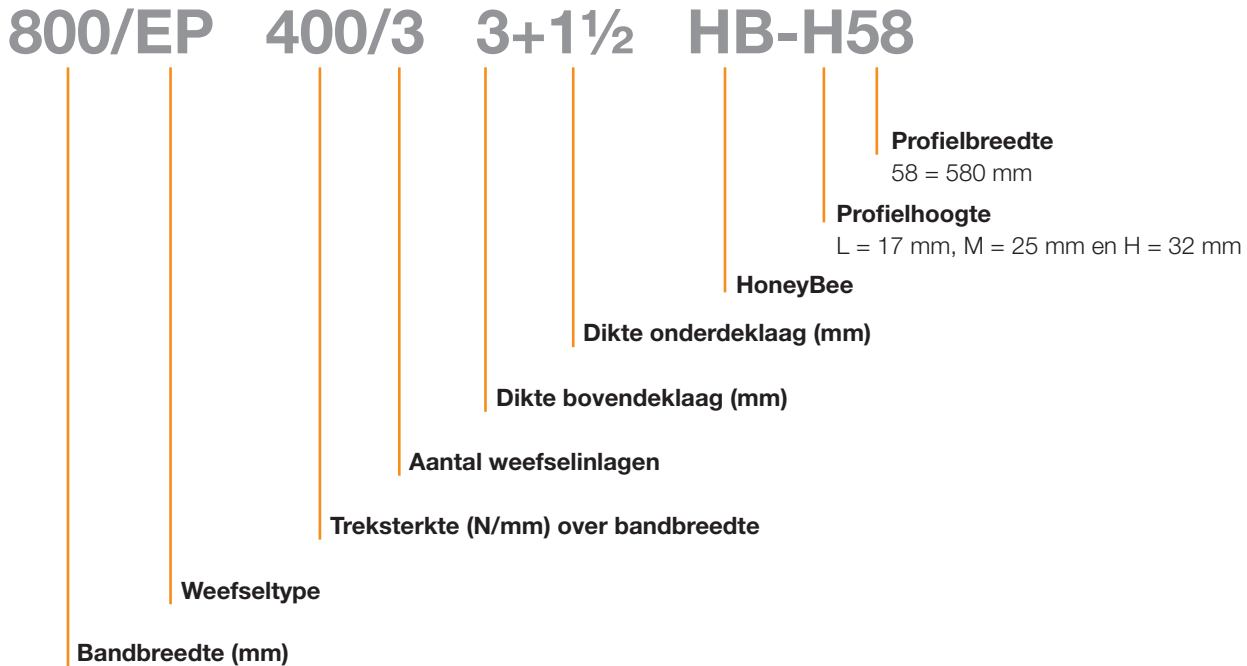 800/EP 400/3 3+1½ HB-H58
Profielbreedte
58 = 580 mm
Profielhoogte
L = 17 mm, M = 25 mm en H = 32 mm
HoneyBee
Dikte onderdeklaag (mm)
Dikte bovendeklaag (mm)
Aantal weefselinlagen
Treksterkte (N/mm) over bandbreedte
Weefseltype
Bandbreedte (mm)